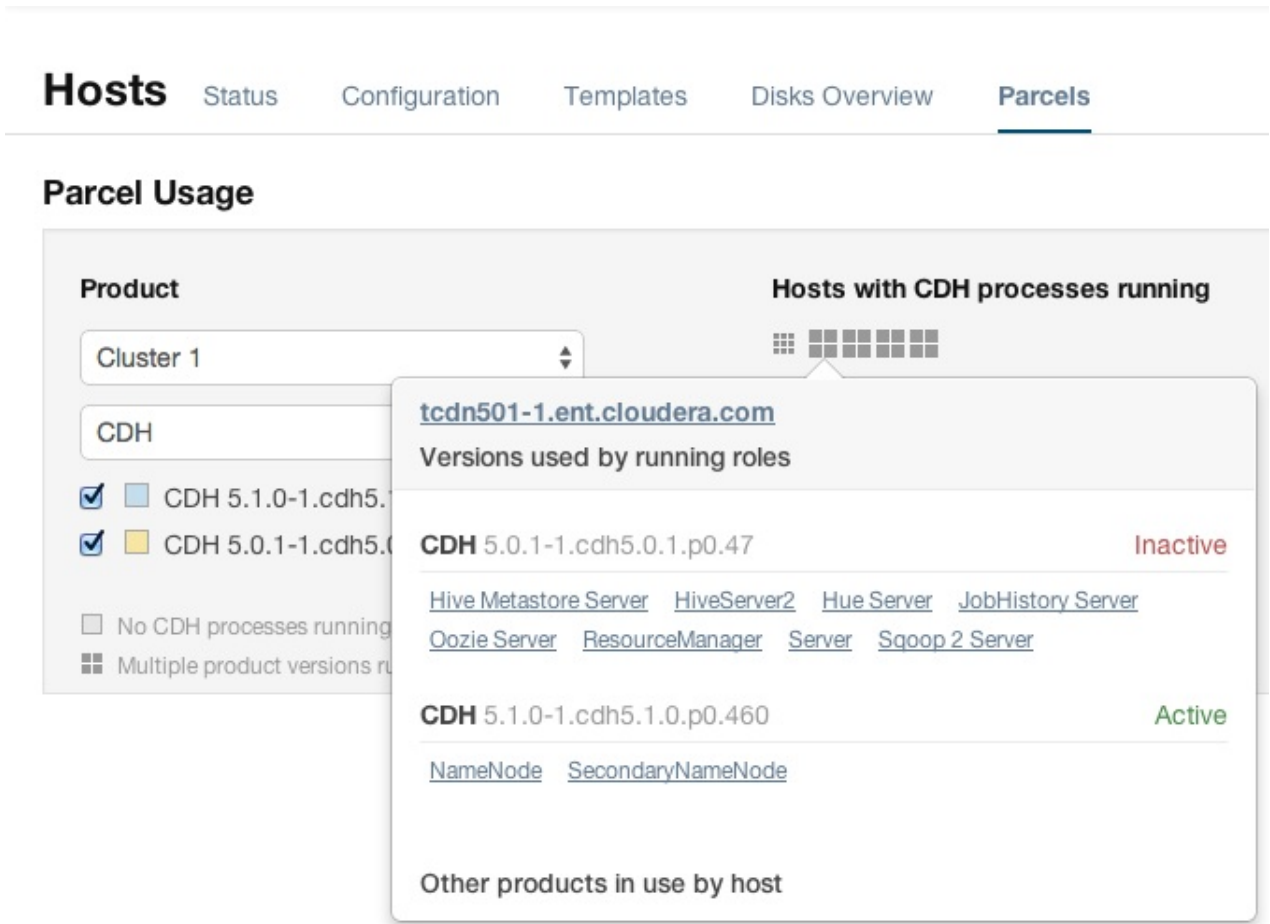 Hosts Status Configuration Templates Disks Overview Parcels
Parcel Usage
Product
Hosts with CDH processes running
Cluster 1
CDH
CDH 5.1.0-1.cdh5.
CDH 5.0.1-1.cdh5.
No CDH processes running
Multiple product versions
tcdn501-1.ent.cloudera.com
Versions used by running roles
CDH 5.0.1-1.cdh5.0.1.p0.47 Inactive
Hive Metastore Server HiveServer2 Hue Server JobHistory Server
Oozie Server ResourceManager Server Sqoop 2 Server
CDH 5.1.0-1.cdh5.1.0.p0.460 Active
NameNode SecondaryNameNode
Other products in use by host